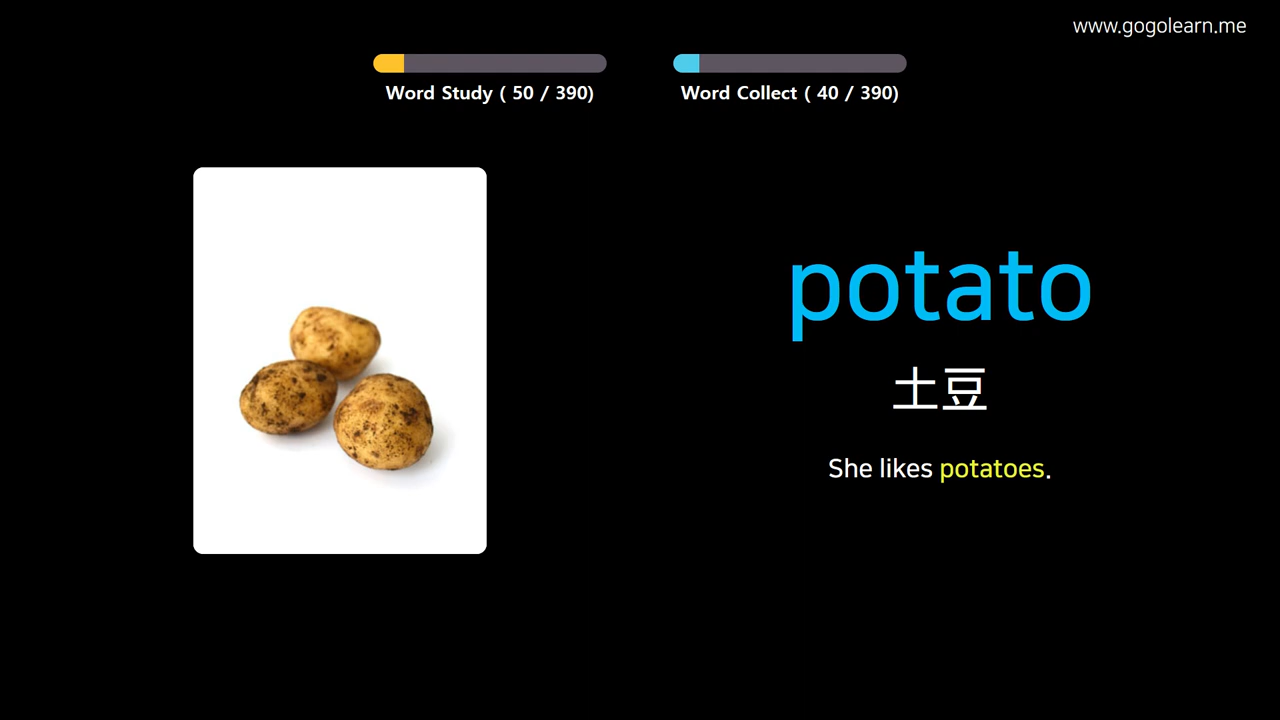 www.gogolearn.me
Word Study ( 50 / 390)
Word Collect ( 40 / 390)
potato
土豆
She likes potatoes.